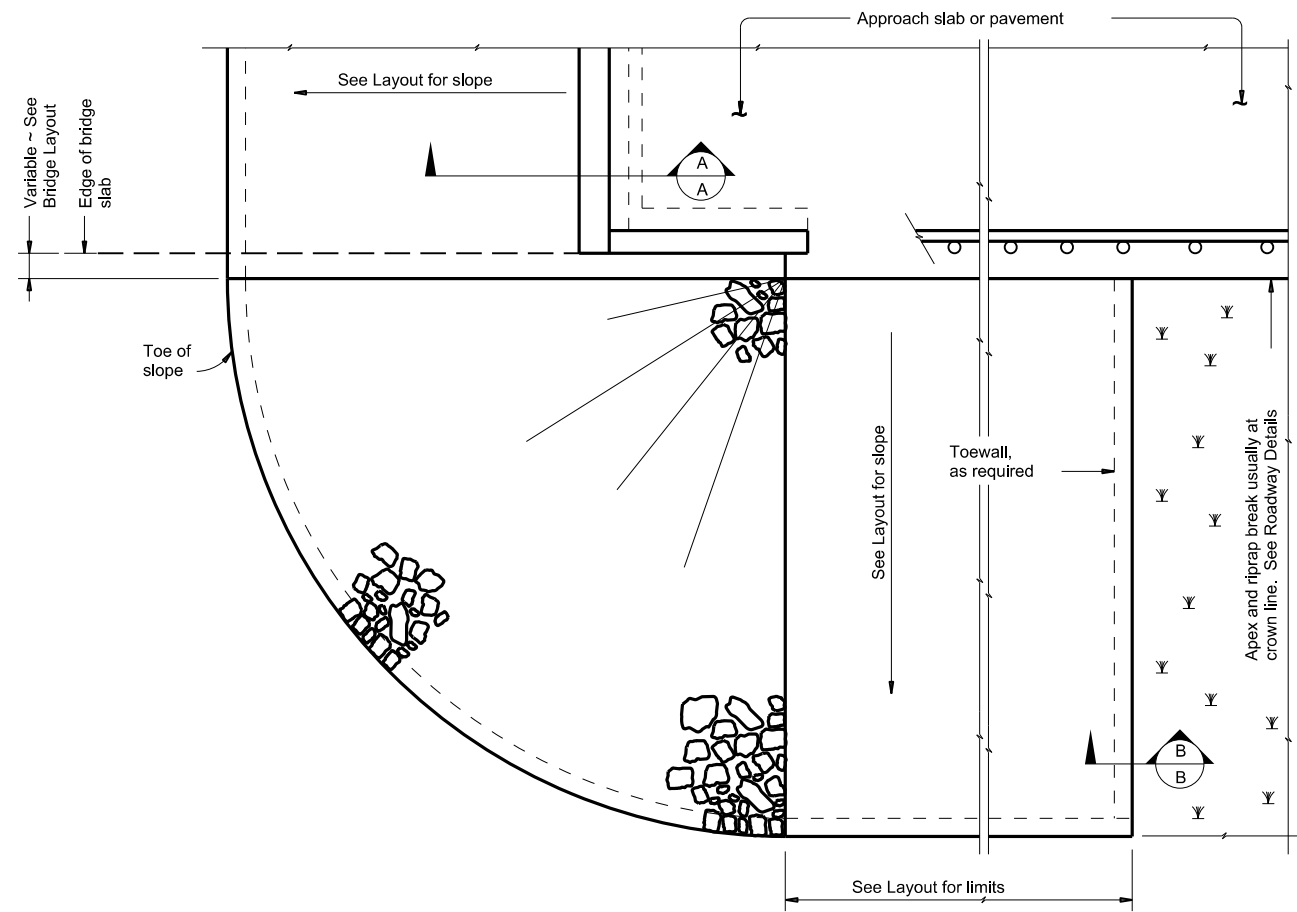 Approach slab or pavement
See Layout for slope
Variable ~ See
Bridge Layout
Edge of bridge
slab
A
A
Toe of
slope
See Layout for slope
Toewall,
as required
Apex and riprap break usually at
crown line. See Roadway Details
B
B
See Layout for limits